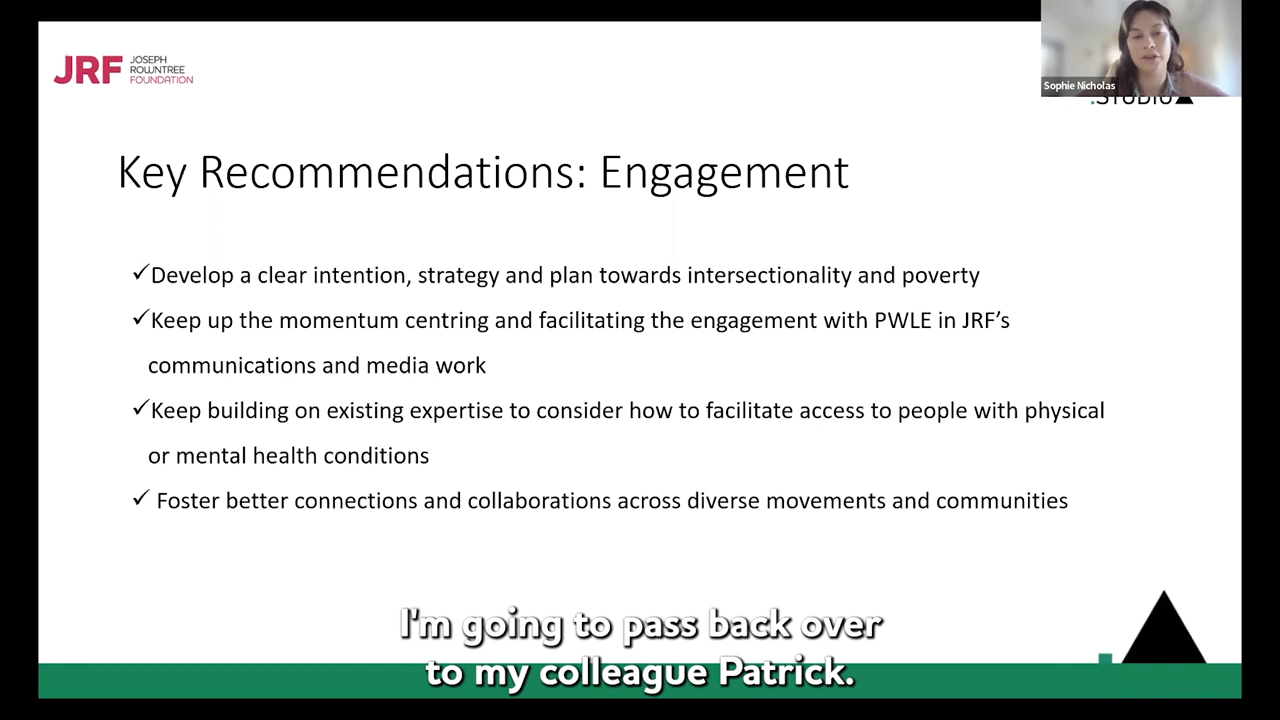 JRF JOSEPH
ROWNTREE
FOUNDATION
Sophie Nicholas
.STUDIO
Key Recommendations: Engagement
✓Develop a clear intention, strategy and plan towards intersectionality and poverty
✓Keep up the momentum centring and facilitating the engagement with PWLE in JRF’s
communications and media work
✓Keep building on existing expertise to consider how to facilitate access to people with physical
or mental health conditions
✓ Foster better connections and collaborations across diverse movements and communities
I'm going to pass back over
to my colleague Patrick.